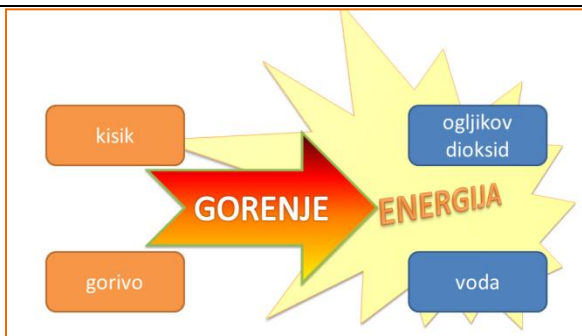 kisik
ogljikov
dioksid
GORENJE
ENERGIJA
gorivo
voda